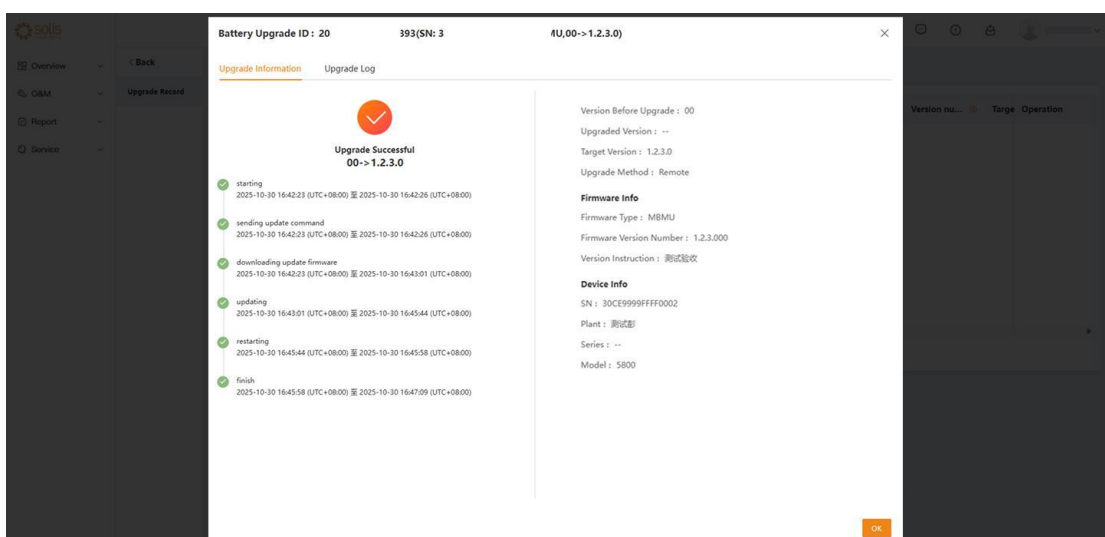 solis
Battery Upgrade ID : 20 393(SN: 3 MU,00->1.2.3.0)
Overview
O&M
Report
Service
< Back
Upgrade Record
Upgrade Information
Upgrade Log
Upgrade Successful
00->1.2.3.0
starting
2025-10-30 16:42:23 (UTC+08:00) 至 2025-10-30 16:42:26 (UTC+08:00)
sending update command
2025-10-30 16:42:23 (UTC+08:00) 至 2025-10-30 16:42:26 (UTC+08:00)
downloading update firmware
2025-10-30 16:42:23 (UTC+08:00) 至 2025-10-30 16:43:01 (UTC+08:00)
updating
2025-10-30 16:43:01 (UTC+08:00) 至 2025-10-30 16:45:44 (UTC+08:00)
restarting
2025-10-30 16:45:44 (UTC+08:00) 至 2025-10-30 16:45:58 (UTC+08:00)
finish
2025-10-30 16:45:58 (UTC+08:00) 至 2025-10-30 16:47:09 (UTC+08:00)
Version Before Upgrade : 00
Upgraded Version : --
Target Version : 1.2.3.0
Upgrade Method : Remote
Firmware Info
Firmware Type : MBMU
Firmware Version Number : 1.2.3.000
Version Instruction : 测试验收
Device Info
SN : 30CE9999FFFF0002
Plant : 测试彭
Series : --
Model : 5800
Version nu...
Targe
Operation
OK